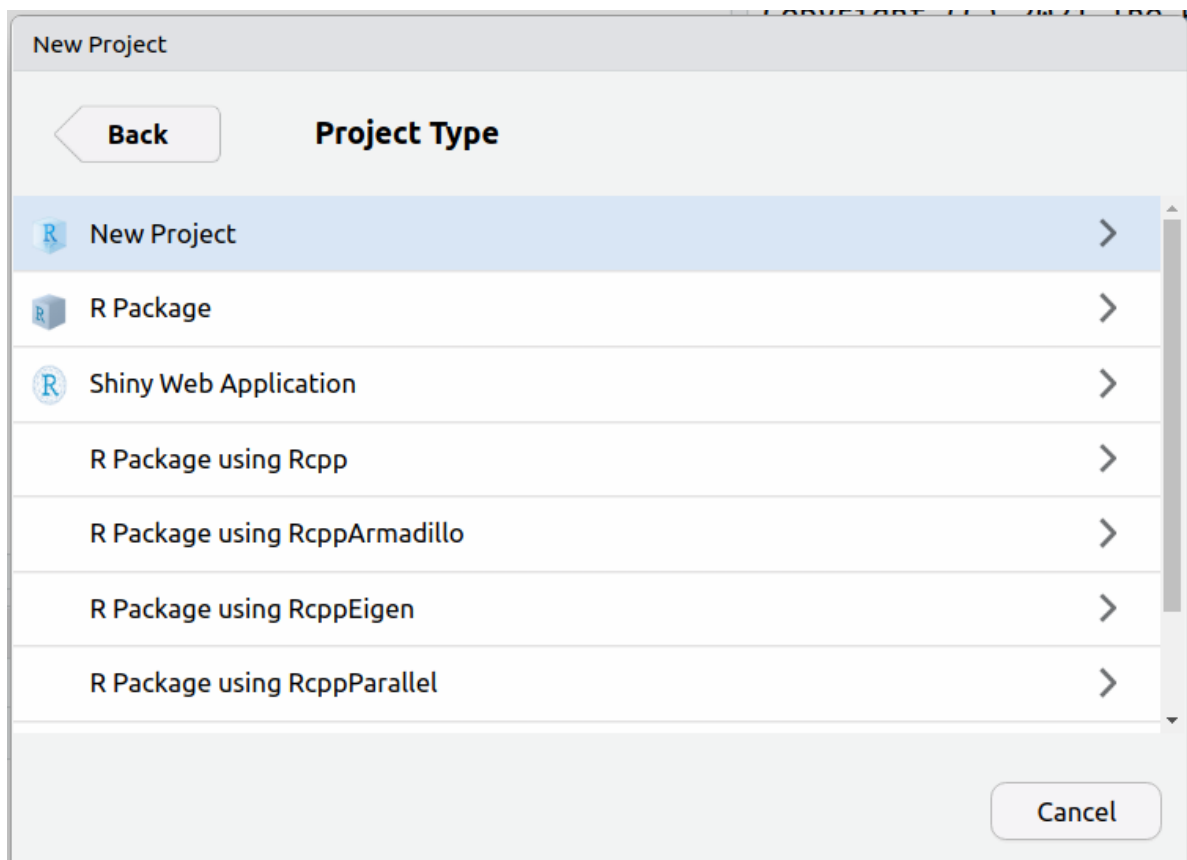 New Project
Back
Project Type
New Project
R Package
Shiny Web Application
R Package using Rcpp
R Package using RcppArmadillo
R Package using RcppEigen
R Package using RcppParallel
Cancel